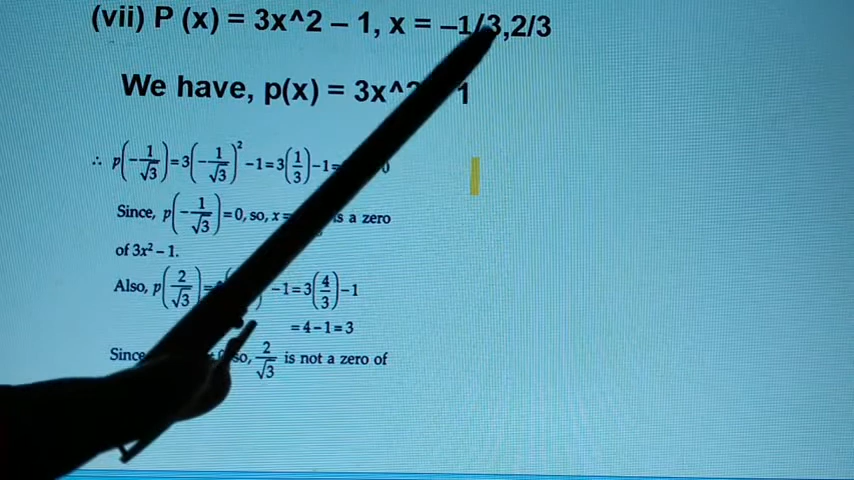 (vii) P (x) = 3x^2 – 1, x = –1/3,2/3
We have, p(x) = 3x^ 1
∴ p(−1/√3)=3(−1/√3)²−1=3(1/3)−1= 0
Since, p(−1/√3)=0, so, x= is a zero
of 3x² − 1.
Also, p(2/√3)= −1=3(4/3)−1
=4−1=3
Since so, 2/√3 is not a zero of